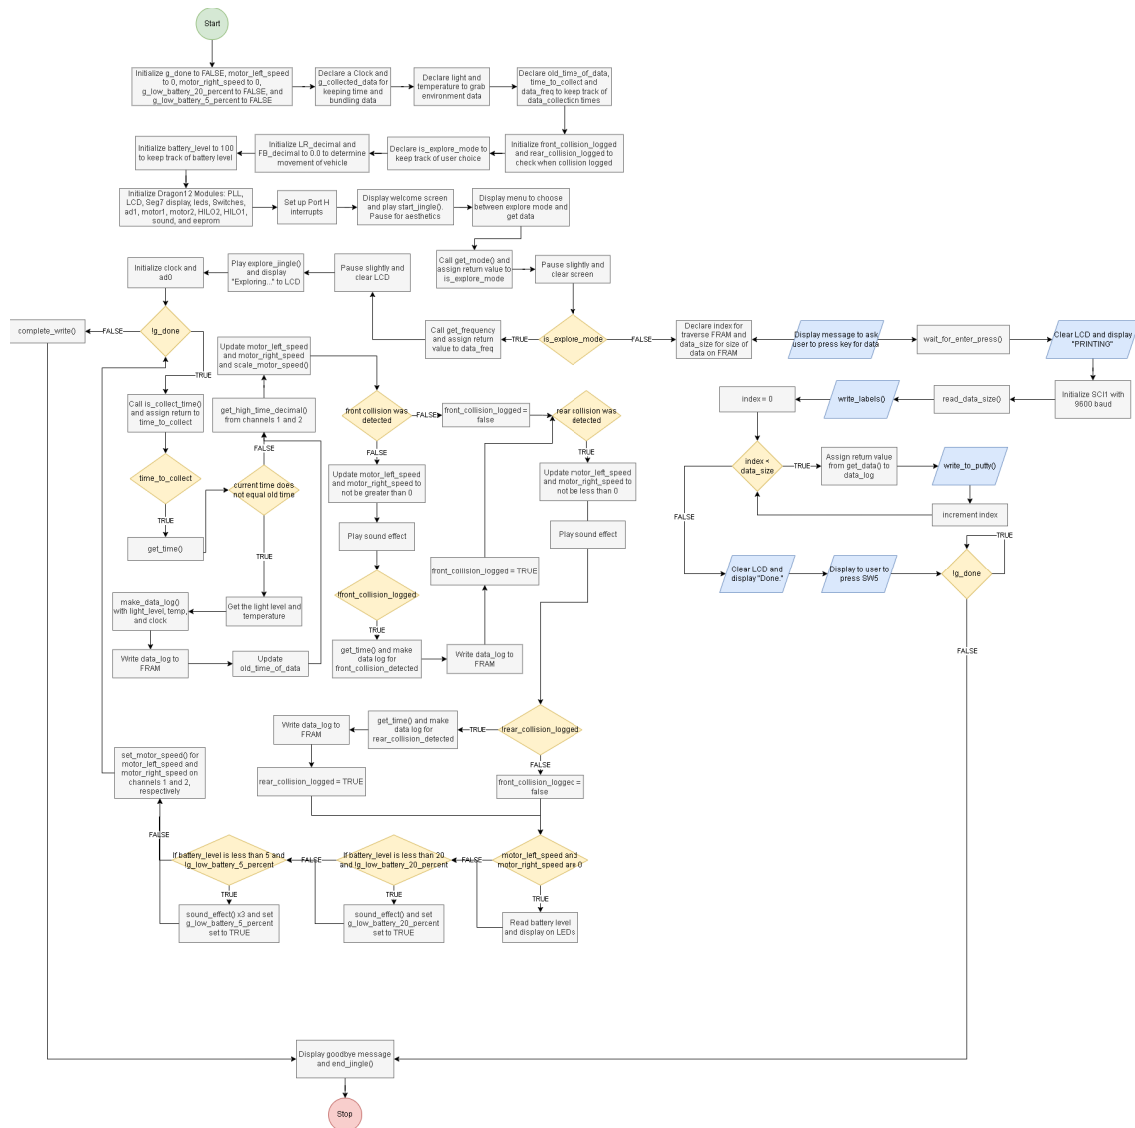 Start
Initialize g_done to FALSE, motor_left_speed
to 0, motor_right_speed to 0,
g_low_battery_20_percent to FALSE, and
g_low_battery_5_percent to FALSE
Declare a Clock and
g_collected_data for
keeping time and
bundling data
Declare light and
temperature to grab
environment data
Declare old_time_of_data,
time_to_collect and
data_freq to keep track of
data_collection times
Initialize battery_level to 100
to keep track of battery level
Initialize LR_decimal and
FB_decimal to 0.0 to determine
movement of vehicle
Declare is_explore_mode to
keep track of user choice
Initialize front_collision_logged
and rear_collision_logged to
check when collision logged
Initialize Dragon12 Modules: PLL,
LCD, Seg7 display, leds, Switches,
ad1, motor1, motor2, HILO2, HILO1,
sound, and eeprom
Set up Port H
interrupts
Display welcome screen
and play start_jingle().
Pause for aesthetics
Display menu to choose
between explore mode and
get data
Call get_mode() and
assign return value to
is_explore_mode
Pause slightly and
clear screen
Initialize clock and
ad0
Play explore_jingle()
and display
"Exploring..." to LCD
Pause slightly and
clear LCD
complete_write()
FALSE
!g_done
TRUE
Call get_frequency
and assign return
value to data_freq
TRUE
is_explore_mode
FALSE
Declare index for
traverse FRAM and
data_size for size of
data on FRAM
Display message to ask
user to press key for data
wait_for_enter_press()
Clear LCD and display
"PRINTING"
Update motor_left_speed
and motor_right_speed
and scale_motor_speed()
Call is_collect_time()
and assign return to
time_to_collect
get_high_time_decimal()
from channels 1 and 2
FALSE
front collision was
detected
FALSE
front_collision_logged =
false
rear collision was
detected
TRUE
index = 0
write_labels()
read_data_size()
Initialize SCI1 with
9600 baud
time_to_collect
TRUE
get_time()
current time does
not equal old time
TRUE
FALSE
Update motor_left_speed
and motor_right_speed to
not be greater than 0
Update motor_left_speed
and motor_right_speed to
not be less than 0
index <
data_size
TRUE
FALSE
Assign return value
from get_data() to
data_log
write_to_putty()
increment index
Play sound effect
Play sound effect
TRUE
make_data_log()
with light_level, temp,
and clock
Get the light level and
temperature
!front_collision_logged
TRUE
front_collision_logged = TRUE
Clear LCD and
display "Done."
Display to user to
press SW5
!g_done
FALSE
Write data_log to
FRAM
Update
old_time_of_data
get_time() and make
data log for
front_collision_detected
Write data_log to
FRAM
Write data_log to
FRAM
get_time() and make
data log for
rear_collision_detected
TRUE
!rear_collision_logged
FALSE
set_motor_speed() for
motor_left_speed and
motor_right_speed on
channels 1 and 2,
respectively
rear_collision_logged = TRUE
front_collision_logged =
false
FALSE
If battery_level is less than 5 and
!g_low_battery_5_percent
TRUE
FALSE
If battery_level is less than 20
and !g_low_battery_20_percent
TRUE
FALSE
motor_left_speed and
motor_right_speed are 0
TRUE
sound_effect() x3 and set
g_low_battery_5_percent
set to TRUE
sound_effect() and set
g_low_battery_20_percent
set to TRUE
Read battery level
and display on LEDs
Display goodbye message
and end_jingle()
Stop